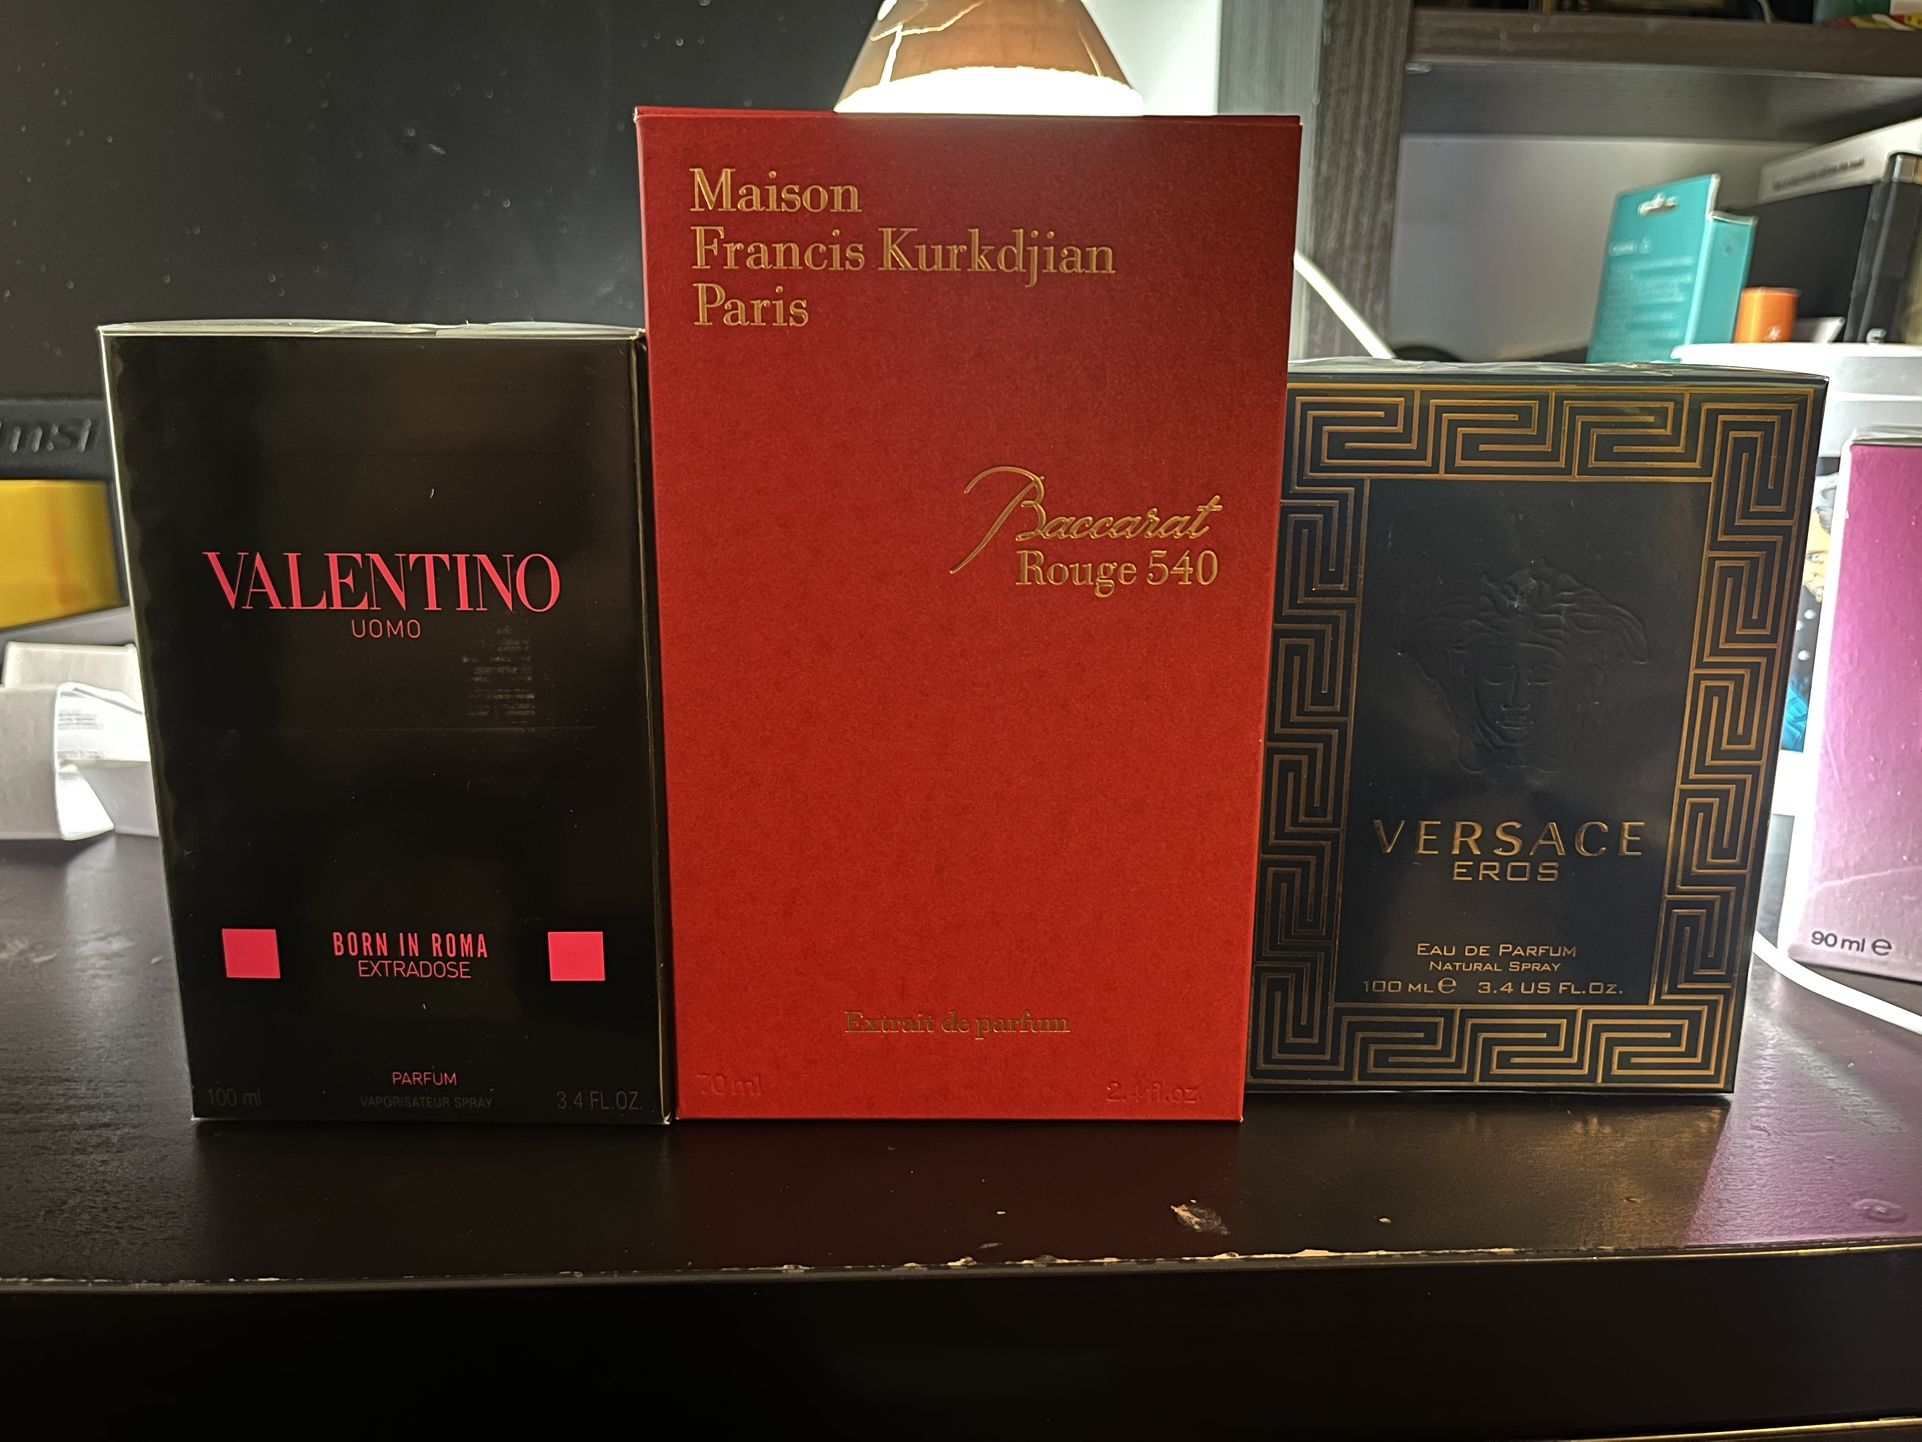 msi
VALENTINO
UOMO
BORN IN ROMA
EXTRADOSE
PARFUM
VAPORISATEUR SPRAY
100 ml
3.4 FL.OZ.
Maison
Francis Kurkdjian
Paris
Baccarat
Rouge 540
Extrait de parfum
70 ml
2.4 fl.oz.
VERSACE
EROS
EAU DE PARFUM
NATURAL SPRAY
100 ML e 3.4 US FL.OZ.
90 ml e